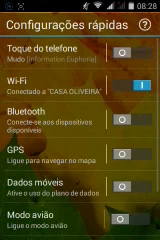 08:28
Configurações rápidas
Toque do telefone
Mudo [Information Euphoria]
Wi-Fi
Conectado a "CASA OLIVEIRA"
Bluetooth
Conecte-se aos dispositivos
disponíveis
GPS
Ligue para navegar no mapa
Dados móveis
Ative o uso do plano de dados
Modo avião
Ligue o modo avião